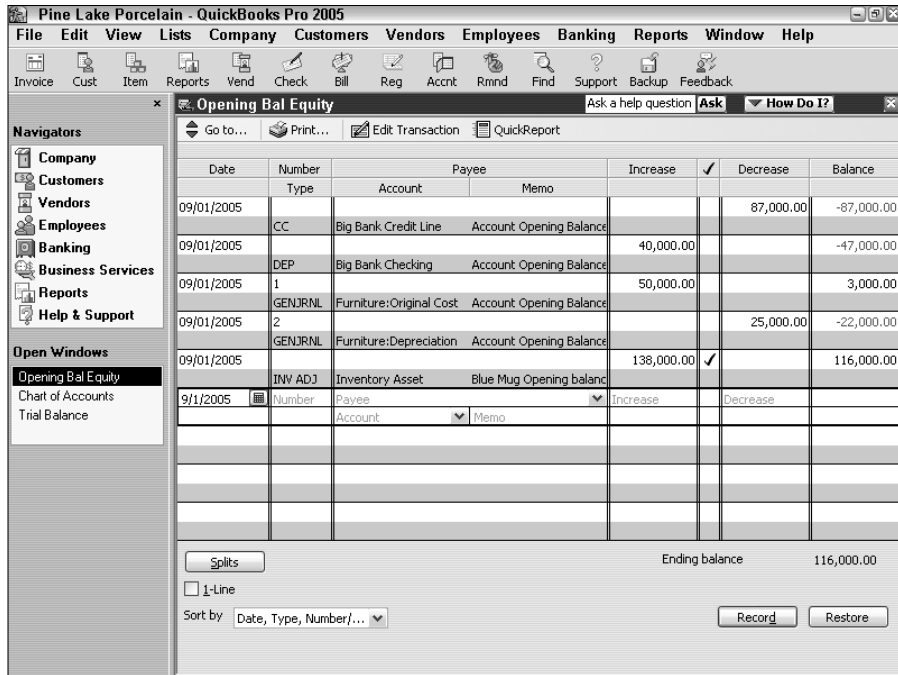 Pine Lake Porcelain - QuickBooks Pro 2005
File Edit View Lists Company Customers Vendors Employees Banking Reports Window Help
Invoice Cust Item Reports Vend Check Bill Reg Accnt Rmnd Find Support Backup Feedback
Opening Bal Equity Ask a help question Ask How Do I?
Go to... Print... Edit Transaction QuickReport
Navigators
Company
Customers
Vendors
Employees
Banking
Business Services
Reports
Help & Support
Open Windows
Opening Bal Equity
Chart of Accounts
Trial Balance
Date Number Payee Increase ✓ Decrease Balance
Type Account Memo
09/01/2005 87,000.00 -87,000.00
CC Big Bank Credit Line Account Opening Balance
09/01/2005 40,000.00 -47,000.00
DEP Big Bank Checking Account Opening Balance
09/01/2005 1 50,000.00 3,000.00
GENJRNL Furniture:Original Cost Account Opening Balance
09/01/2005 2 25,000.00 -22,000.00
GENJRNL Furniture:Depreciation Account Opening Balance
09/01/2005 138,000.00 ✓ 116,000.00
INV ADJ Inventory Asset Blue Mug Opening balanc
9/1/2005 Number Payee Increase Decrease
Account Memo
Splits Ending balance 116,000.00
1-Line
Sort by Date, Type, Number/... Record Restore